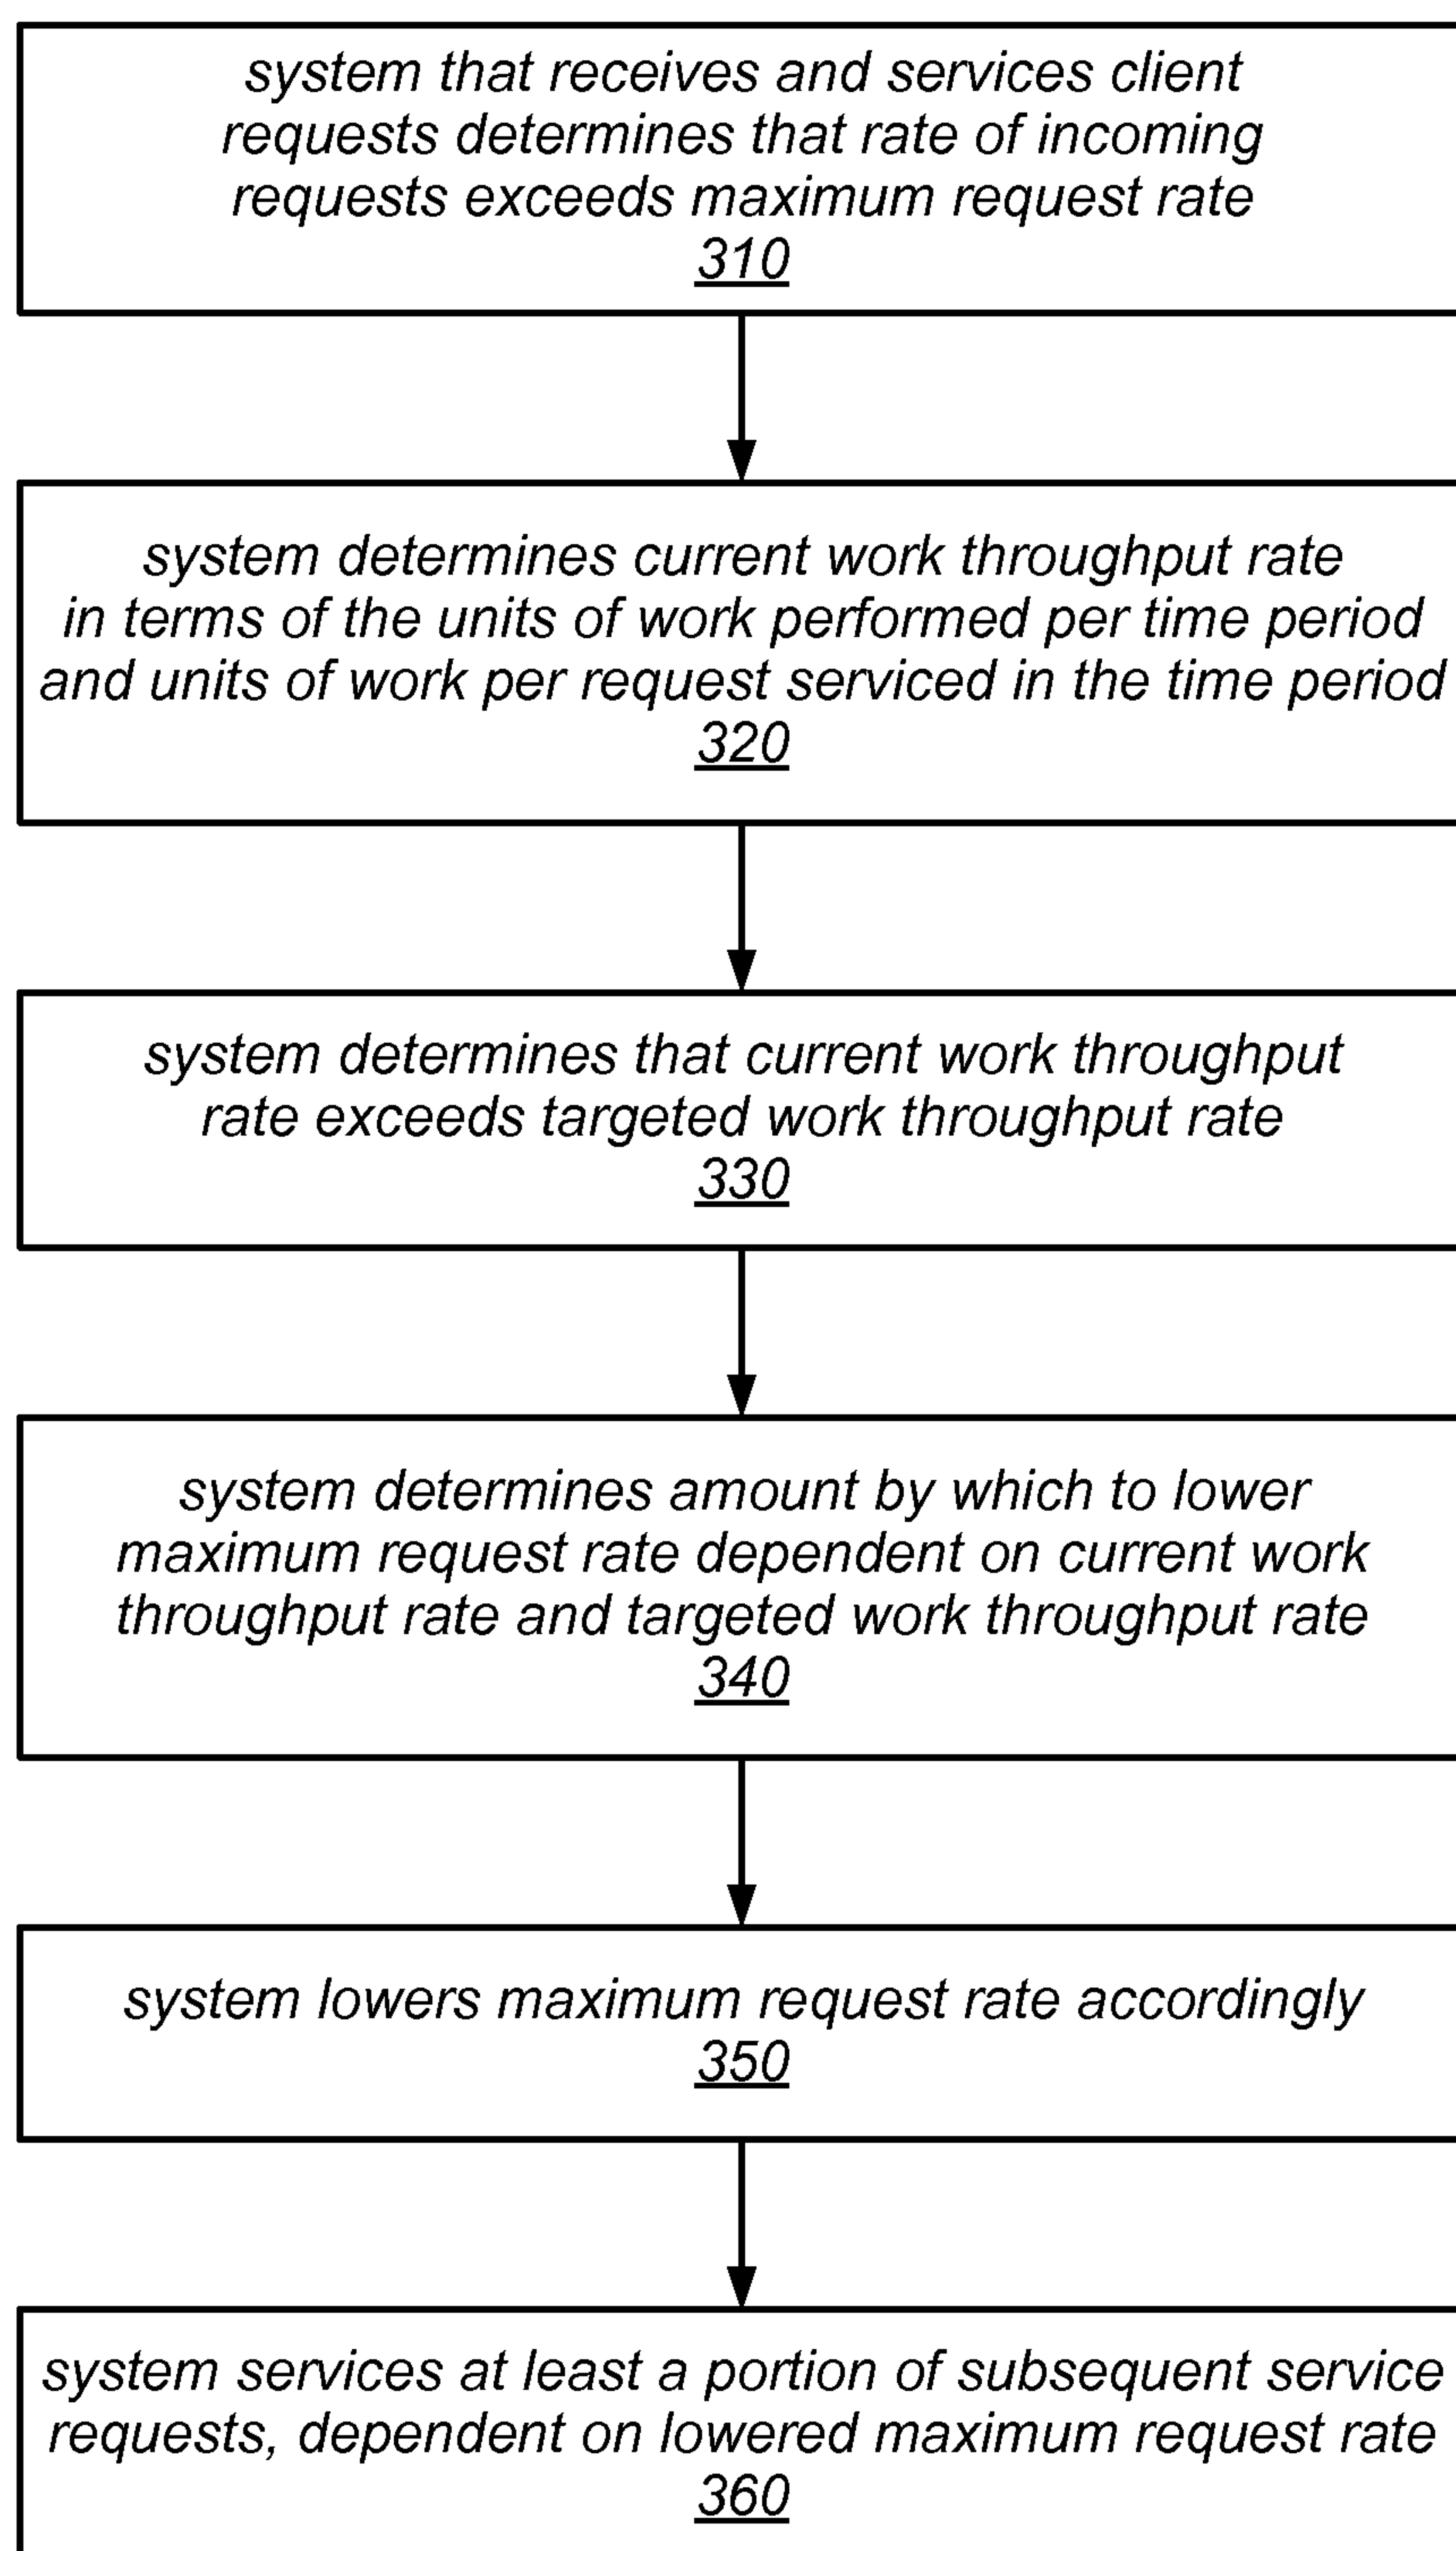 system that receives and services client
requests determines that rate of incoming
requests exceeds maximum request rate
310
system determines current work throughput rate
in terms of the units of work performed per time period
and units of work per request serviced in the time period
320
system determines that current work throughput
rate exceeds targeted work throughput rate
330
system determines amount by which to lower
maximum request rate dependent on current work
throughput rate and targeted work throughput rate
340
system lowers maximum request rate accordingly
350
system services at least a portion of subsequent service
requests, dependent on lowered maximum request rate
360